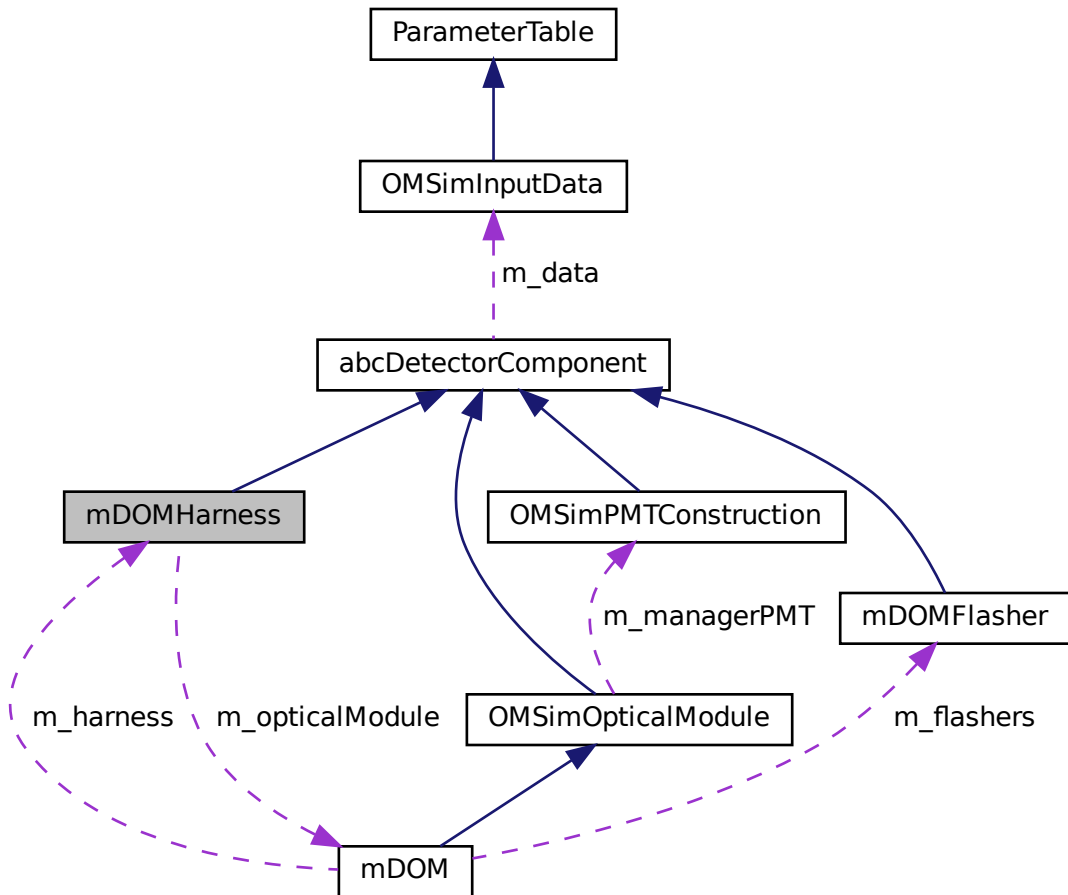 ParameterTable
OMSimInputData
m_data
abcDetectorComponent
mDOMHarness
OMSimPMTConstruction
mDOMFlasher
m_managerPMT
m_harness
m_opticalModule
OMSimOpticalModule
m_flashers
mDOM